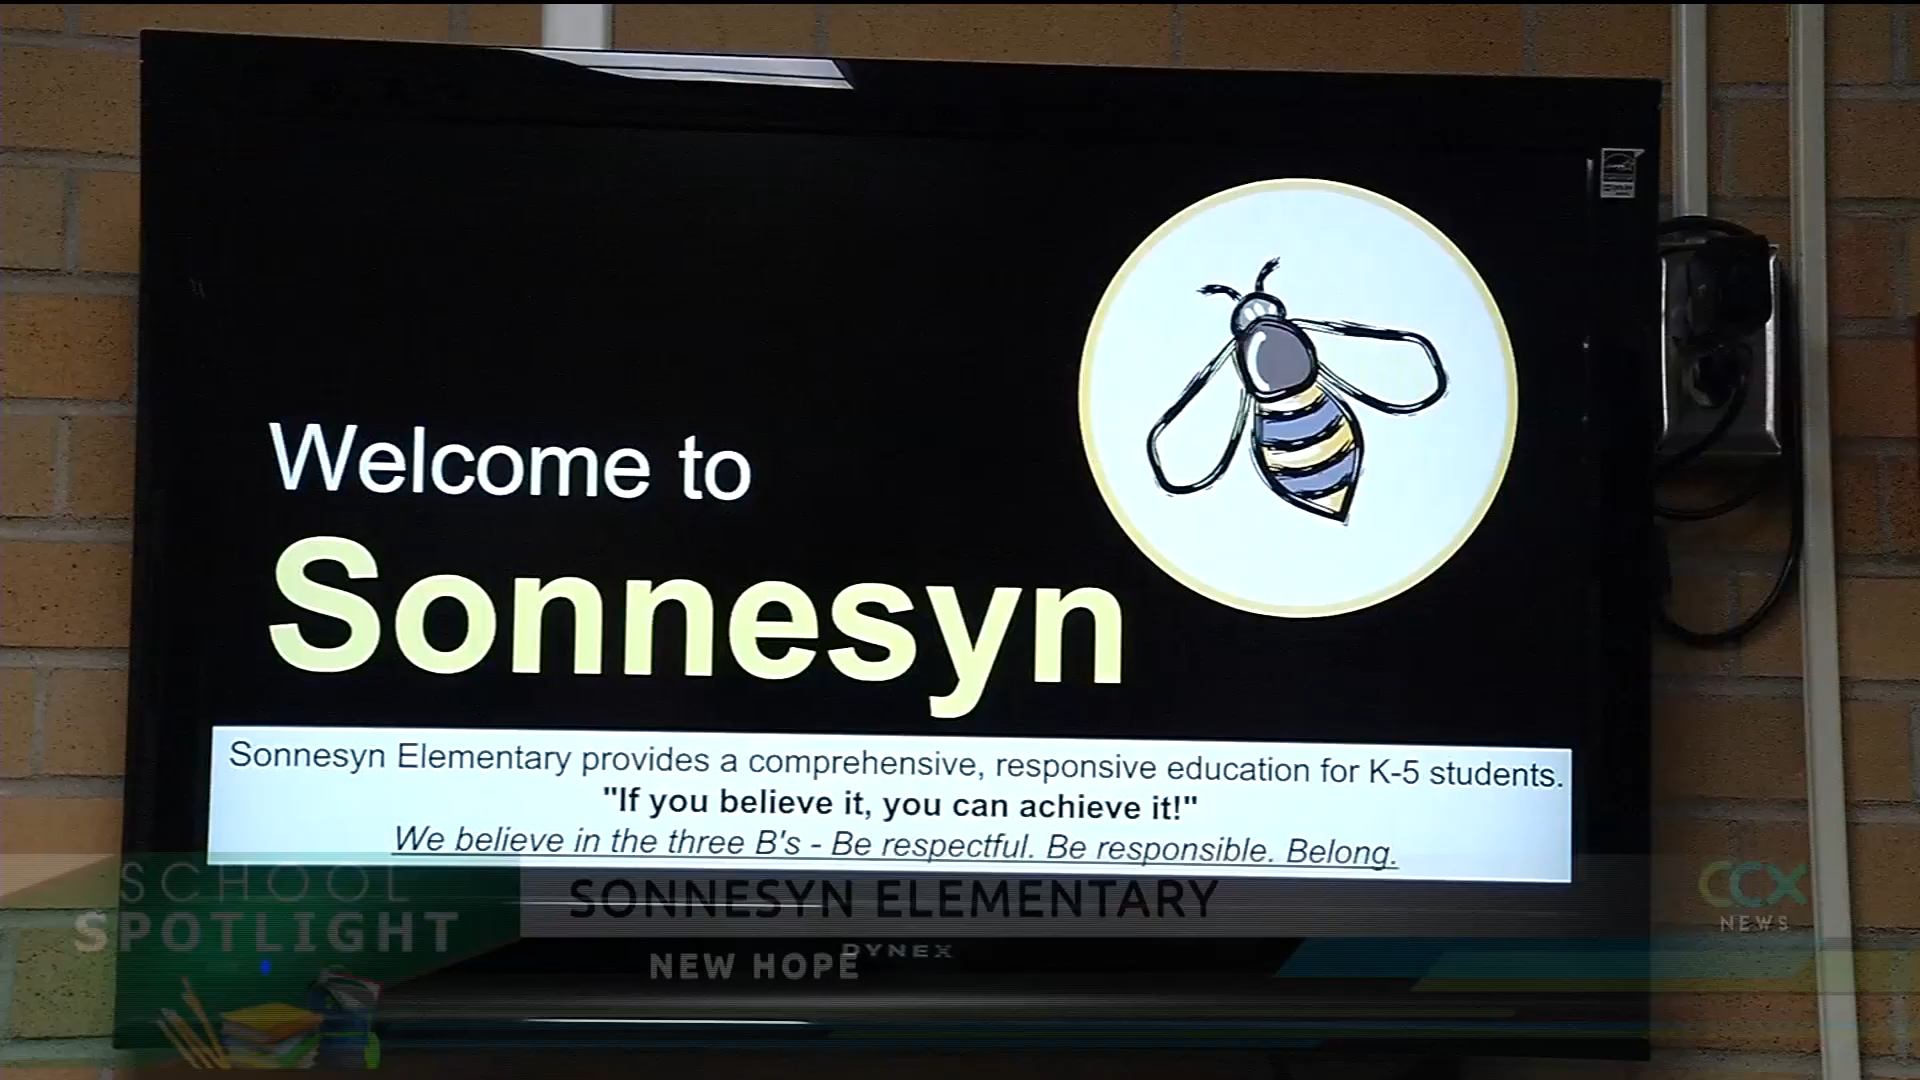 Welcome to
Sonnesyn
Sonnesyn Elementary provides a comprehensive, responsive education for K-5 students.
"If you believe it, you can achieve it!"
We believe in the three B's - Be respectful. Be responsible. Belong.
SCHOOL
SPOTLIGHT
SONNESYN ELEMENTARY
NEW HOPE
DYNEX
CCX
NEWS